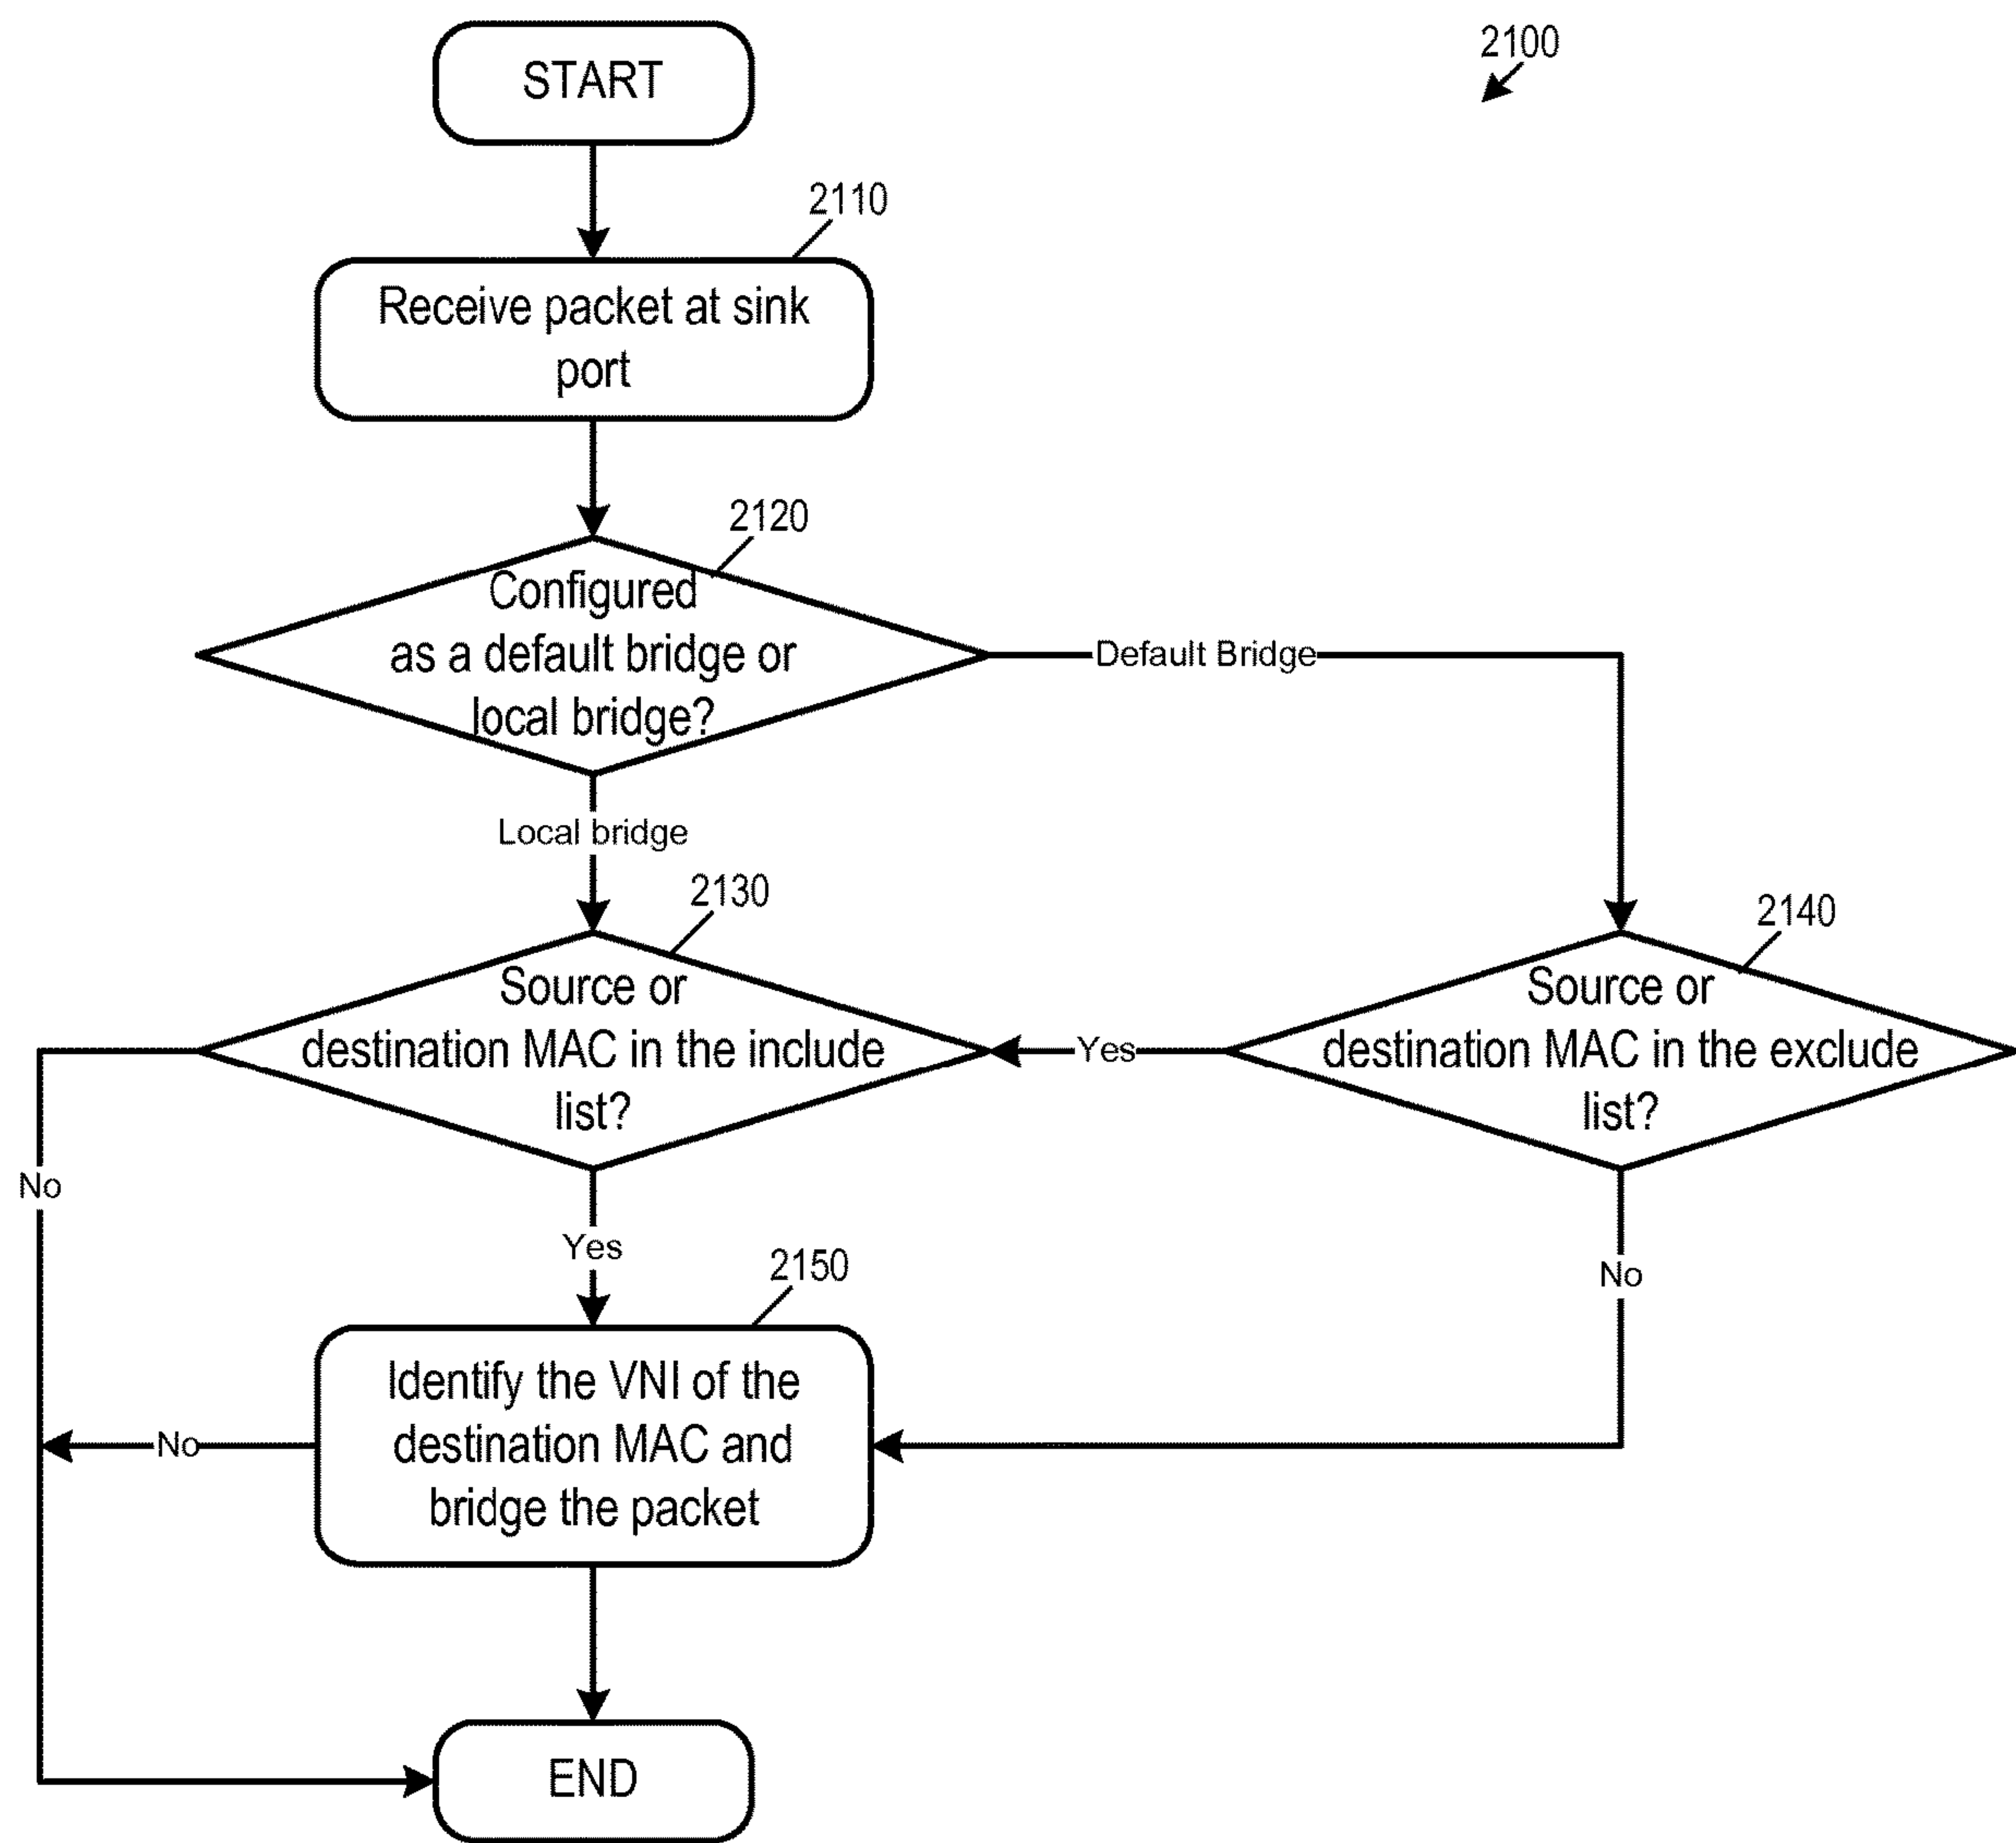 2100
START
2110
Receive packet at sink
port
2120
Configured
as a default bridge or
local bridge?
Default Bridge
Local bridge
2130
2140
Source or
destination MAC in the include
list?
Yes
Source or
destination MAC in the exclude
list?
No
Yes
No
2150
Identify the VNI of the
destination MAC and
bridge the packet
No
END